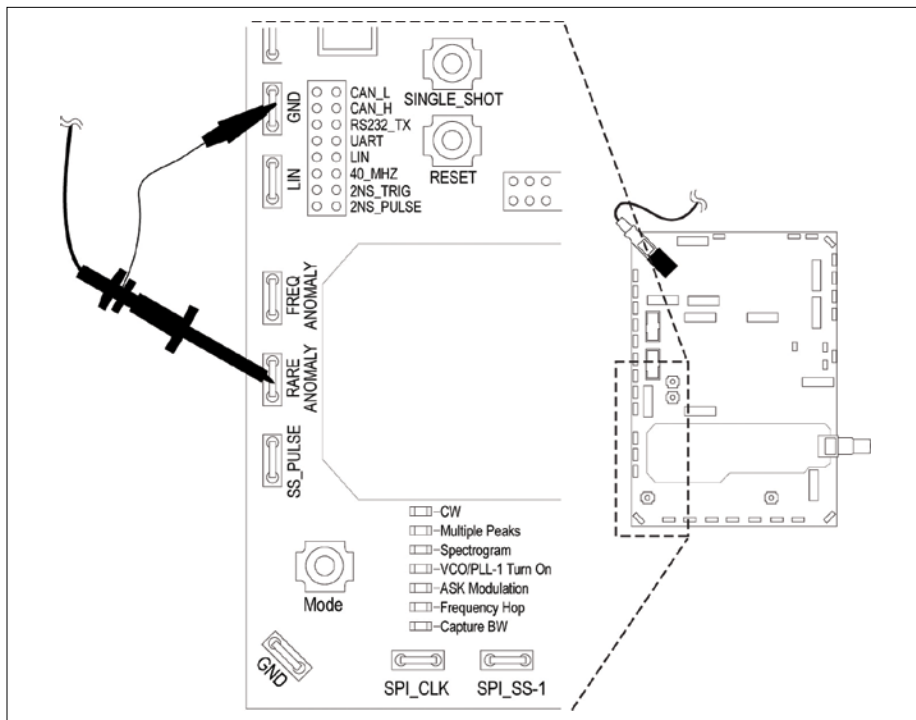 GND
CAN_L
CAN_H
RS232_TX
UART
LIN
40_MHZ
2NS_TRIG
2NS_PULSE
SINGLE_SHOT
RESET
LIN
FREQ
ANOMALY
RARE
ANOMALY
SS_PULSE
CW
Multiple Peaks
Spectrogram
VCO/PLL-1 Turn On
ASK Modulation
Frequency Hop
Capture BW
Mode
GND
SPI_CLK
SPI_SS-1